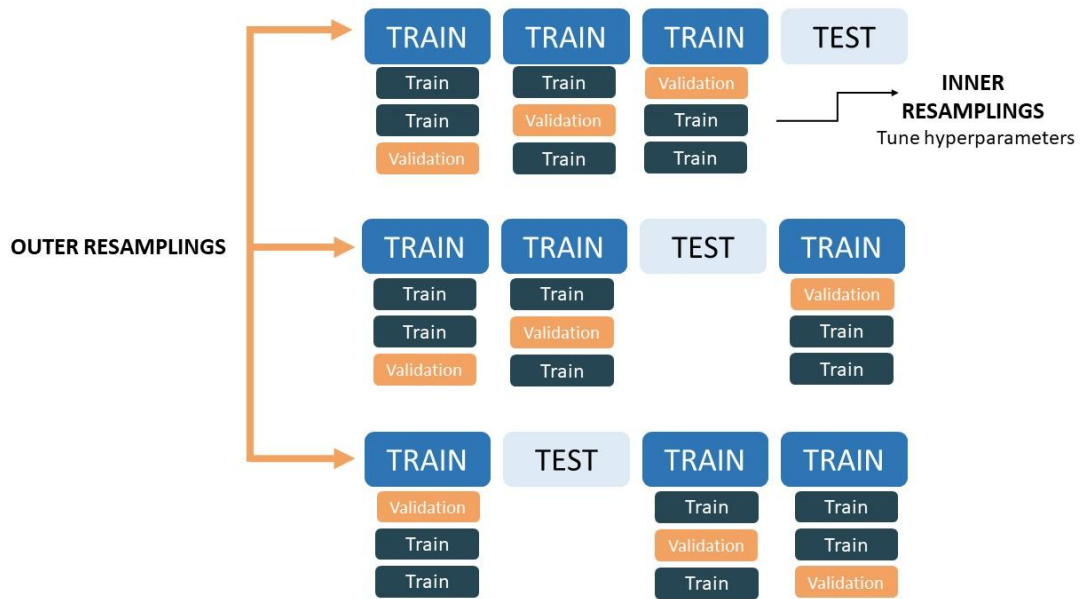 TRAIN TRAIN TRAIN TEST
Train Train Validation
Train Validation Train
Validation Train Train
INNER
RESAMPLINGS
Tune hyperparameters
OUTER RESAMPLINGS
TRAIN TRAIN TEST TRAIN
Train Train Validation
Train Validation Train
Validation Train Train
TRAIN TEST TRAIN TRAIN
Validation Train Train
Train Validation Train
Train Train Validation